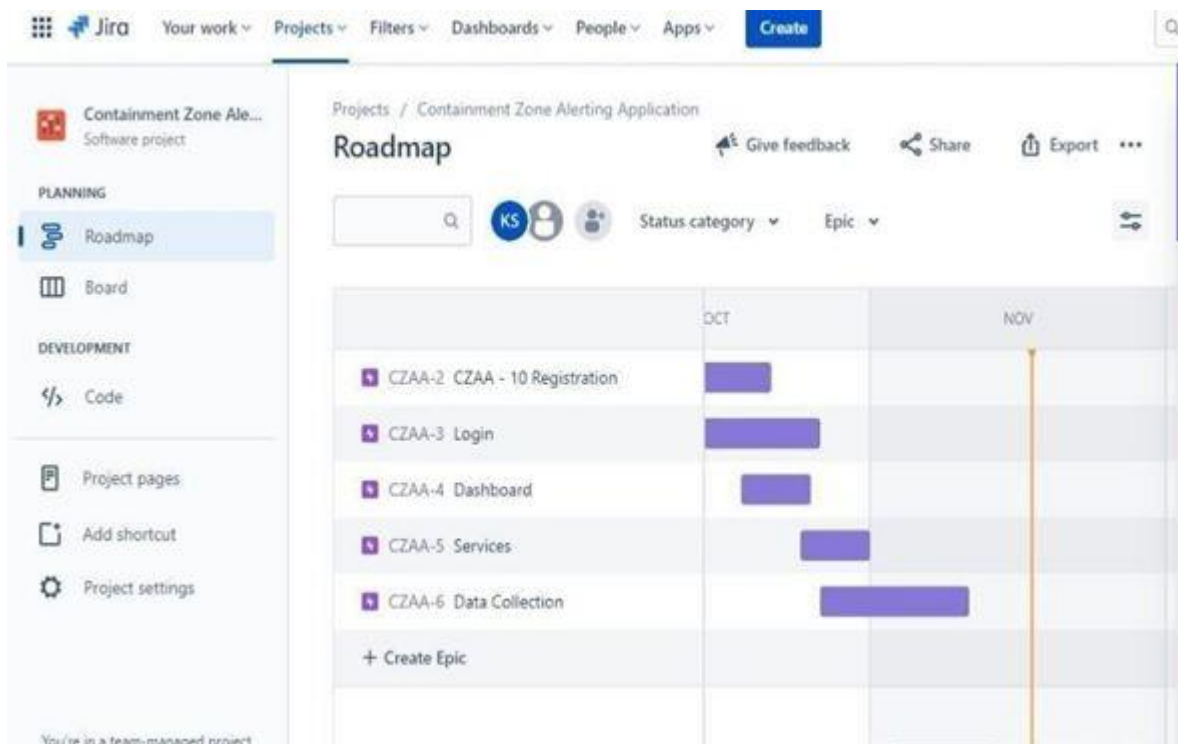 Jira Your work Projects Filters Dashboards People Apps Create
Containment Zone Ale...
Software project
PLANNING
Roadmap
Board
DEVELOPMENT
Code
Project pages
Add shortcut
Project settings
You're in a team-managed project
Projects / Containment Zone Alerting Application
Roadmap
Give feedback Share Export
KS Status category Epic
OCT NOV
CZAA-2 CZAA - 10 Registration
CZAA-3 Login
CZAA-4 Dashboard
CZAA-5 Services
CZAA-6 Data Collection
+ Create Epic